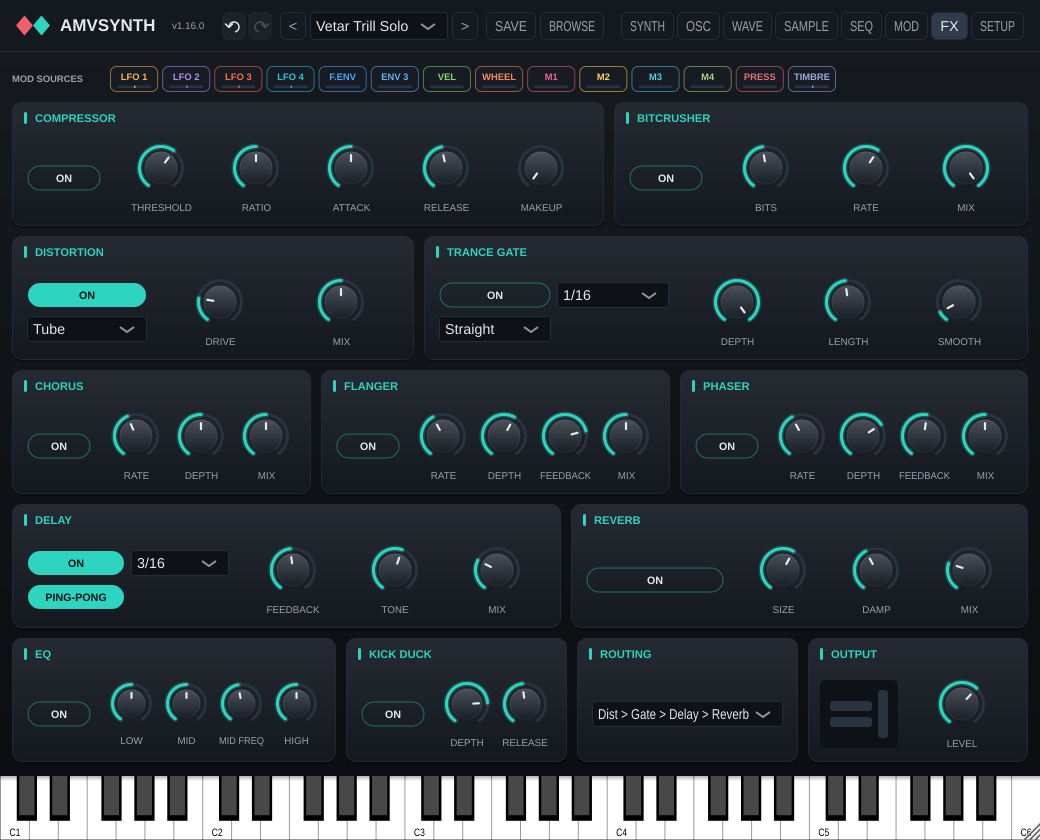 AMVSYNTH v1.16.0 < Vetar Trill Solo > SAVE BROWSE SYNTH OSC WAVE SAMPLE SEQ MOD FX SETUP
MOD SOURCES LFO 1 LFO 2 LFO 3 LFO 4 F.ENV ENV 3 VEL WHEEL M1 M2 M3 M4 PRESS TIMBRE
COMPRESSOR
ON
THRESHOLD RATIO ATTACK RELEASE MAKEUP
BITCRUSHER
ON
BITS RATE MIX
DISTORTION
ON
Tube
DRIVE MIX
TRANCE GATE
ON 1/16
Straight
DEPTH LENGTH SMOOTH
CHORUS
ON
RATE DEPTH MIX
FLANGER
ON
RATE DEPTH FEEDBACK MIX
PHASER
ON
RATE DEPTH FEEDBACK MIX
DELAY
ON 3/16
PING-PONG
FEEDBACK TONE MIX
REVERB
ON
SIZE DAMP MIX
EQ
ON
LOW MID MID FREQ HIGH
KICK DUCK
ON
DEPTH RELEASE
ROUTING
Dist > Gate > Delay > Reverb
OUTPUT
LEVEL
C1 C2 C3 C4 C5 C6